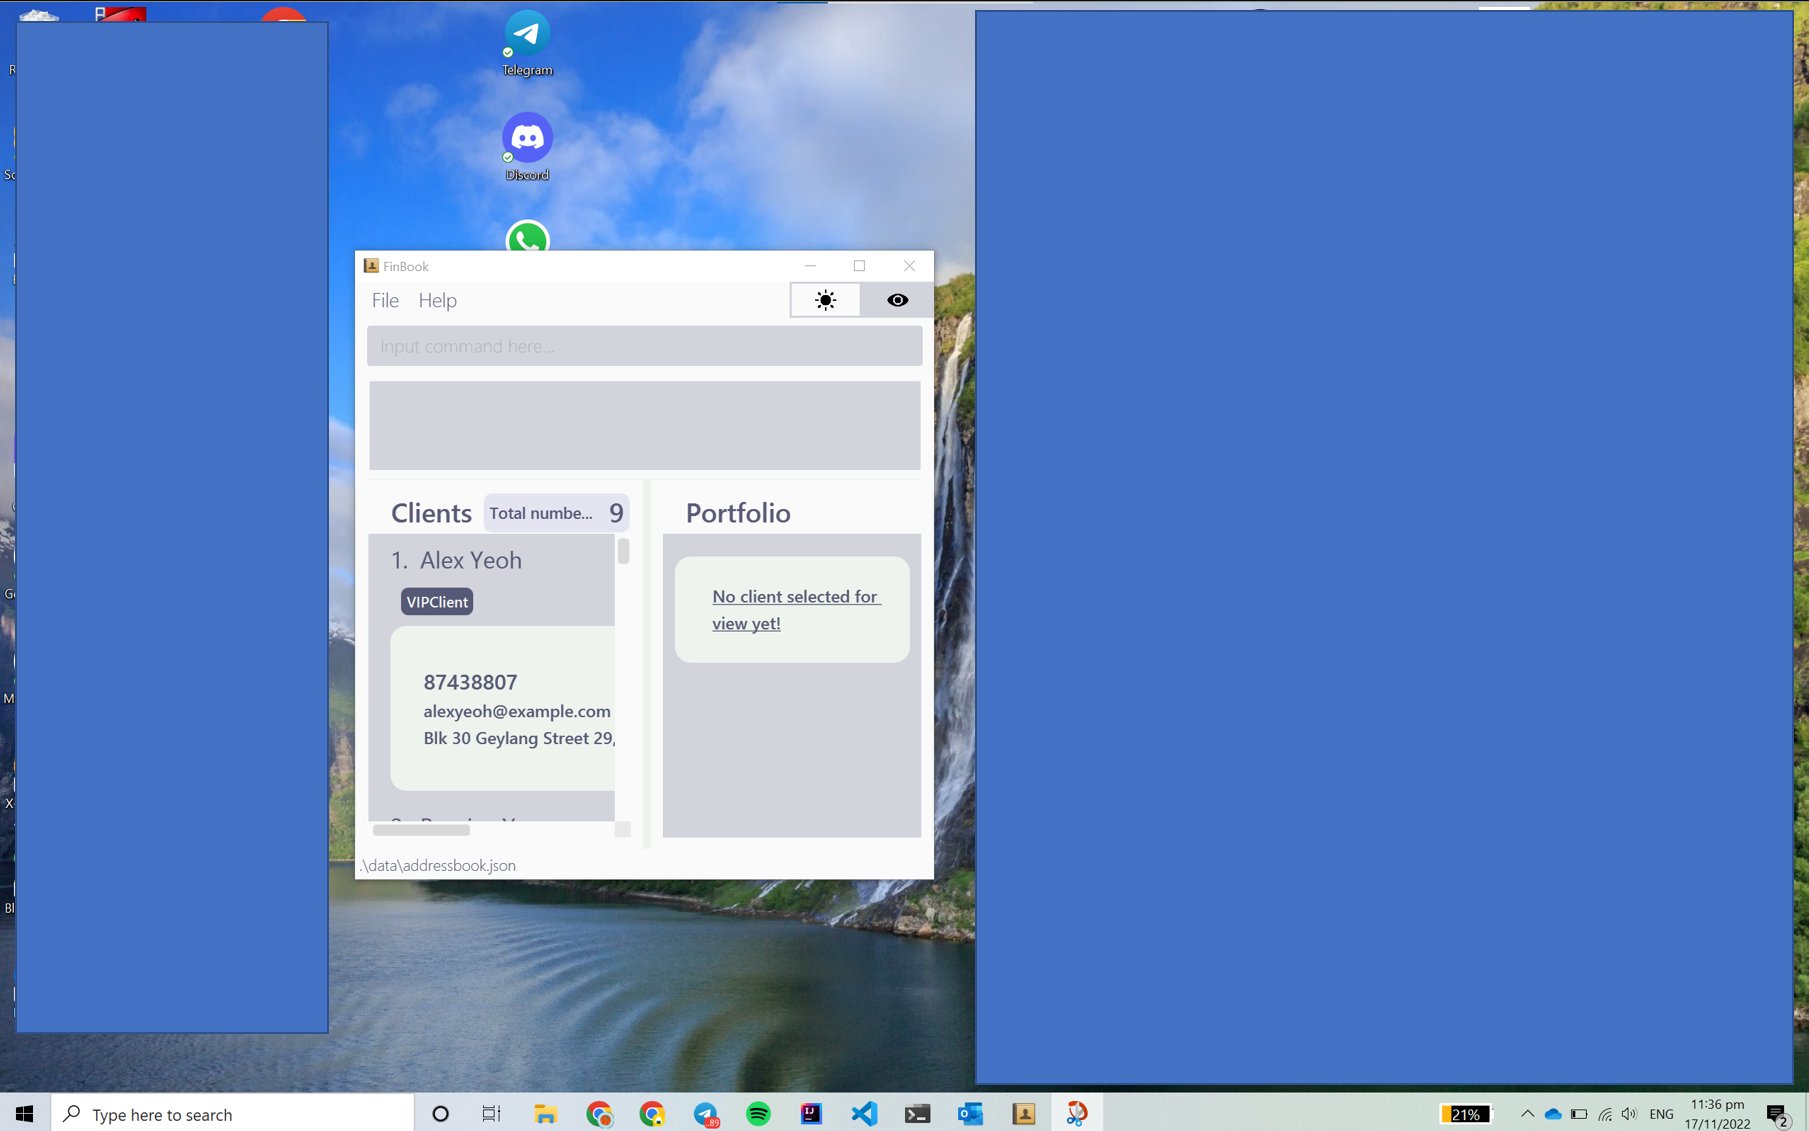 Telegram
Discord
FinBook
File Help
Input command here...
Clients Total numbe... 9
Portfolio
1. Alex Yeoh
VIPClient
No client selected for
view yet!
87438807
alexyeoh@example.com
Blk 30 Geylang Street 29,
.\data\addressbook.json
Type here to search
89
21%
ENG
11:36 pm
17/11/2022
2